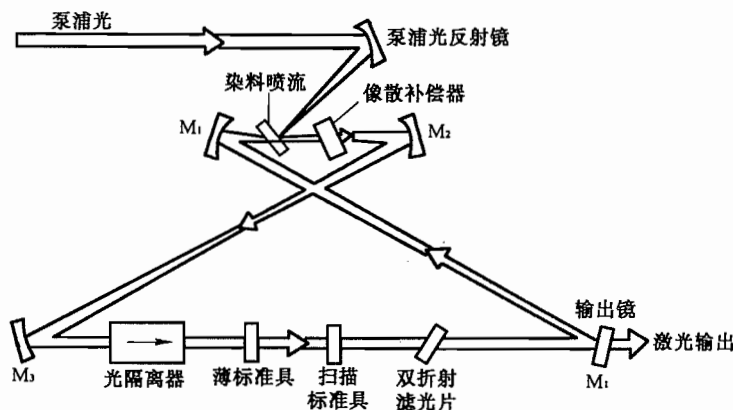 泵浦光
泵浦光反射镜
染料喷流
像散补偿器
M₁
M₂
输出镜
激光输出
M₃
光隔离器
薄标准具
扫描
标准具
双折射
滤光片
M₁